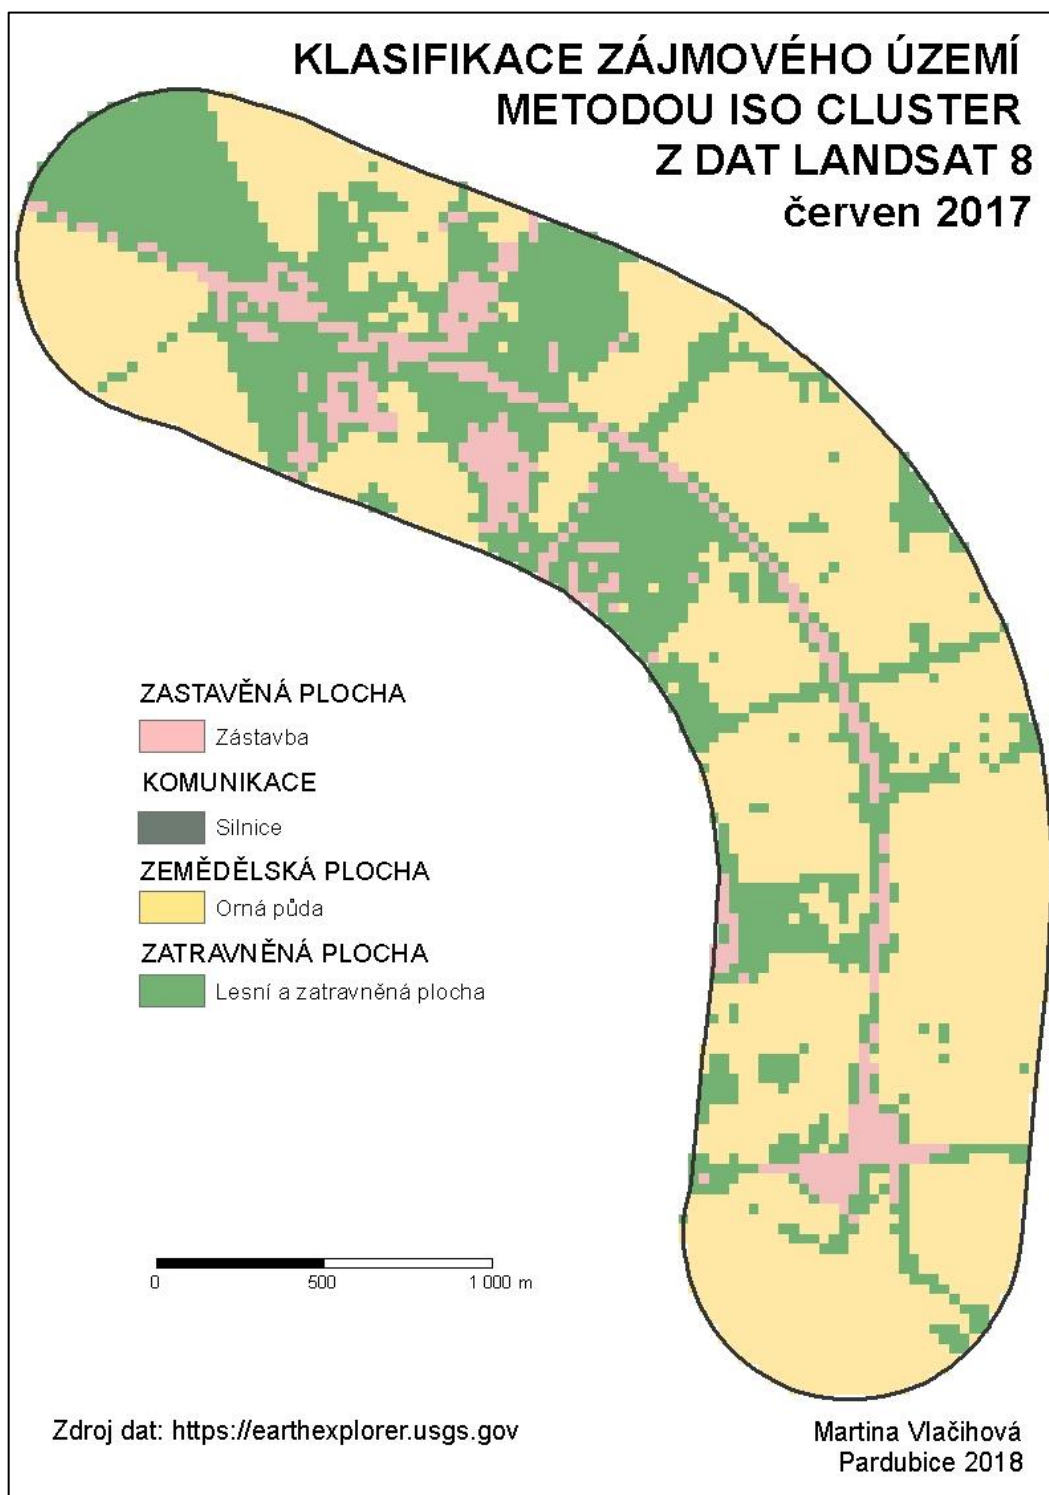 KLASIFIKACE ZÁJMOVÉHO ÚZEMÍ
METODOU ISO CLUSTER
Z DAT LANDSAT 8
červen 2017
ZASTAVĚNÁ PLOCHA
Zástavba
KOMUNIKACE
Silnice
ZEMĚDĚLSKÁ PLOCHA
Orná půda
ZATRAVNĚNÁ PLOCHA
Lesní a zatravněná plocha
0 500 1 000 m
Zdroj dat: https://earthexplorer.usgs.gov
Martina Vlačihová
Pardubice 2018